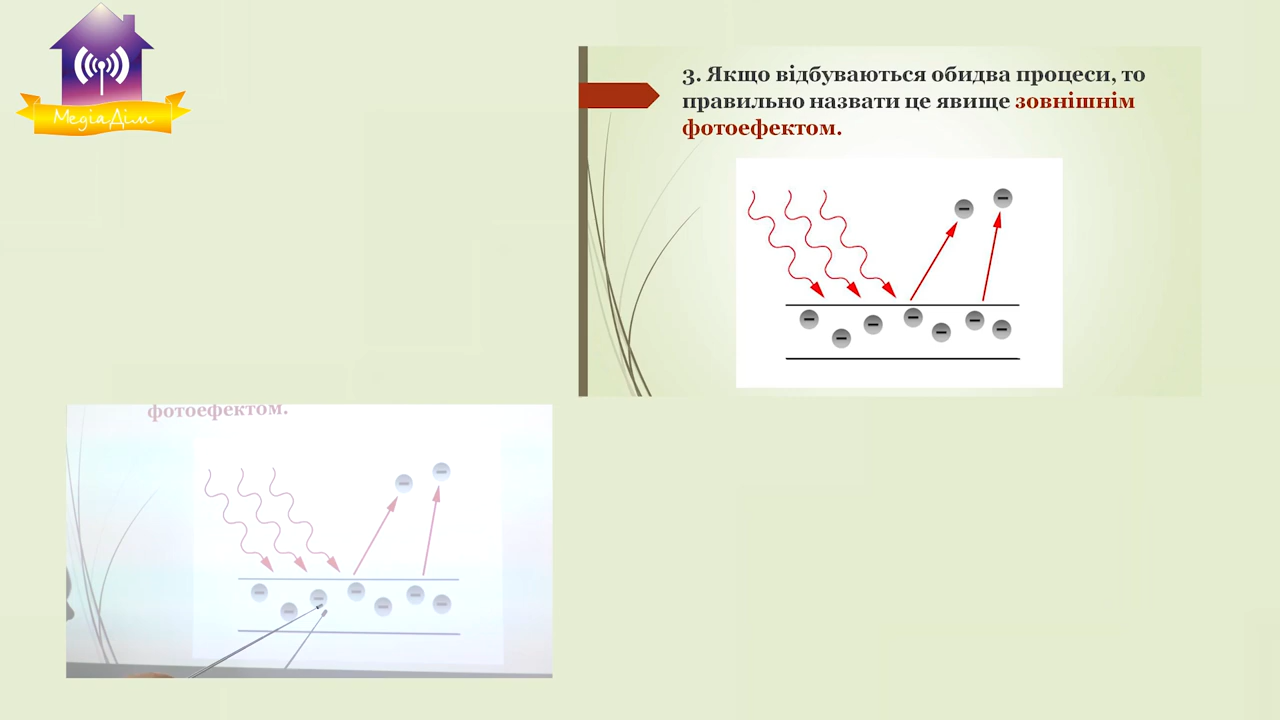 МедіаДім
3. Якщо відбуваються обидва процеси, то
правильно назвати це явище зовнішнім
фотоефектом.
фотоефектом.